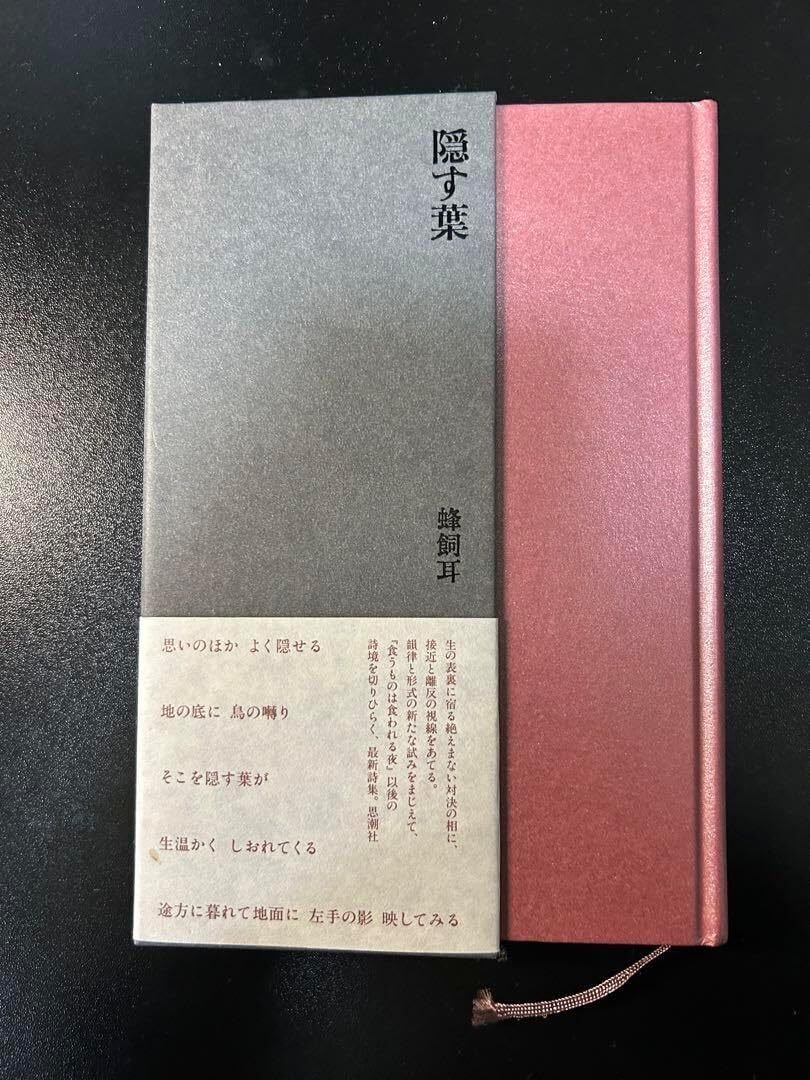 隠す葉
蜂飼耳
生の表裏に宿る絶えまない対決の相に、
接近と離反の視線をあてる。
韻律と形式の新たな試みをまじえて、
『食うものは食われる夜』以後の
詩境を切りひらく、最新詩集。思潮社
思いのほか よく隠せる
地の底に 鳥の囀り
そこを隠す葉が
生温かく しおれてくる
途方に暮れて地面に 左手の影 映してみる